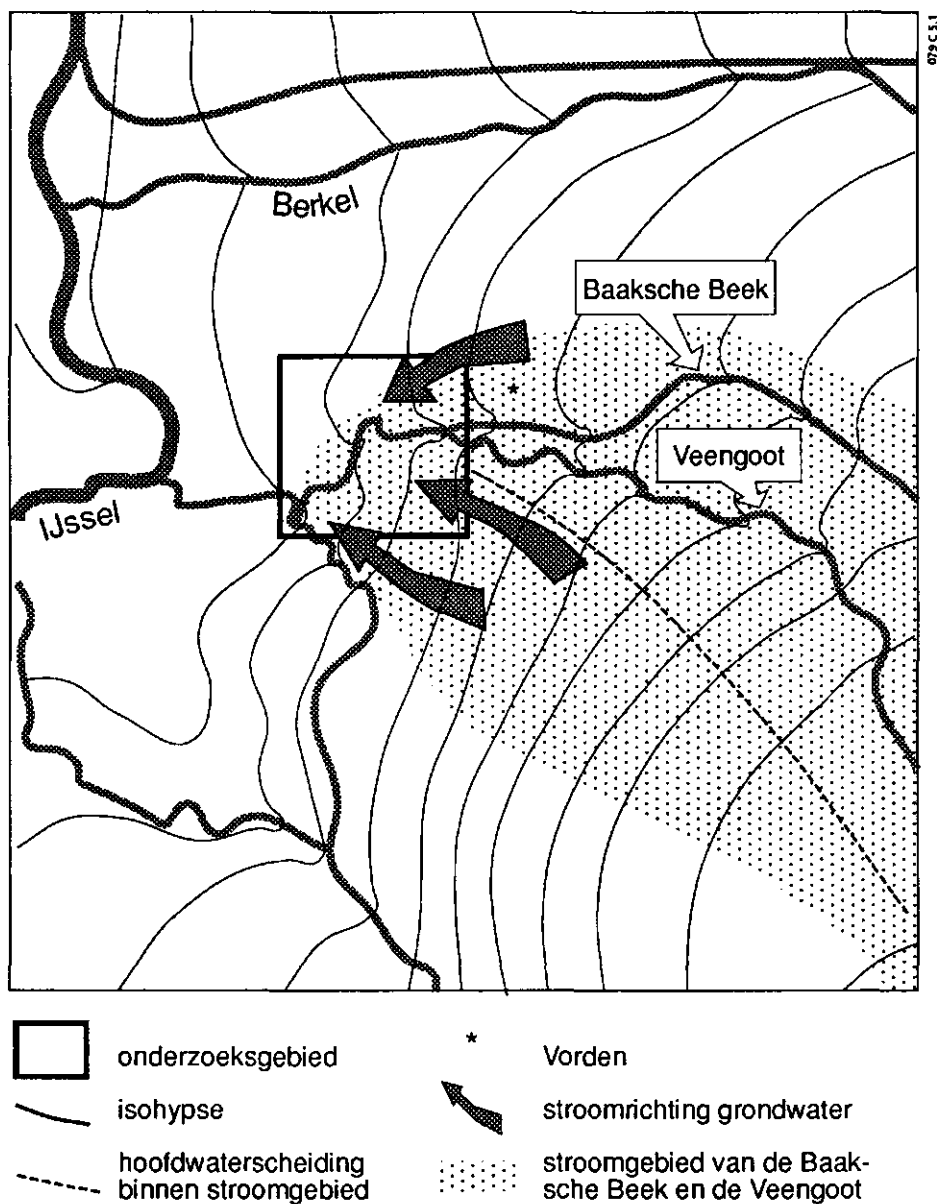 079 C 5.1
Berkel
Baaksche Beek
*
Veengoot
IJssel
onderzoeksgebied
* Vorden
isohypse
stroomrichting grondwater
hoofdwaterscheiding
binnen stroomgebied
stroomgebied van de Baak-
sche Beek en de Veengoot